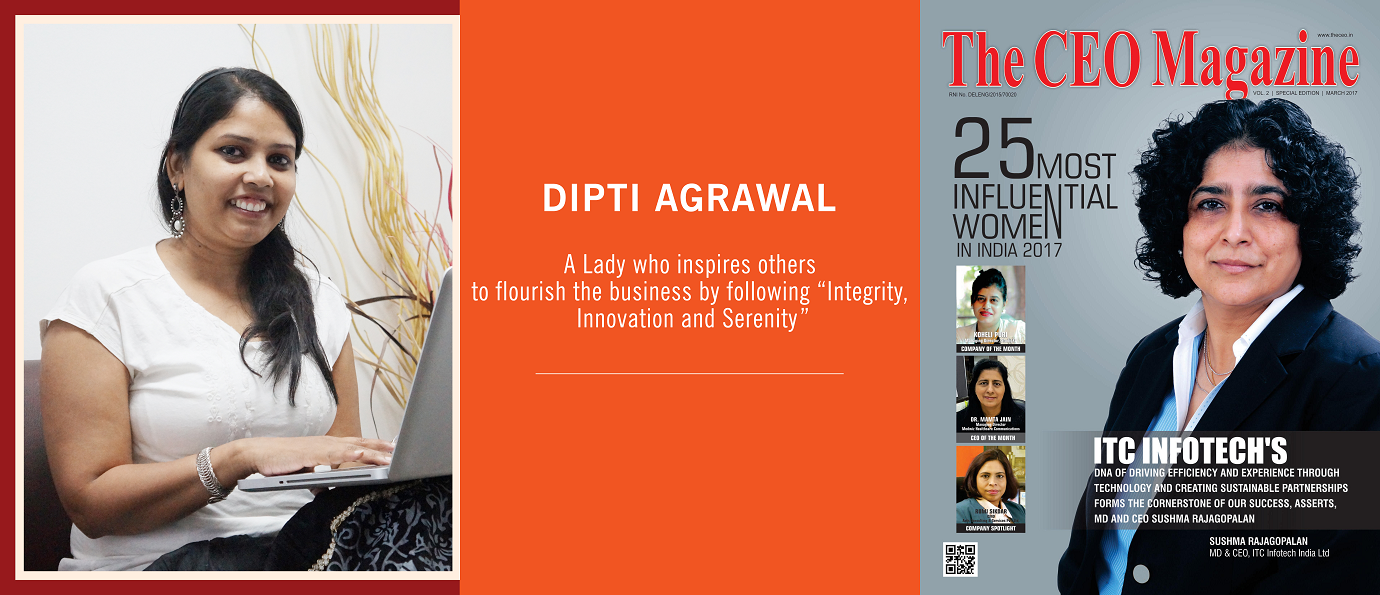 DIPTI AGRAWAL
A Lady who inspires others
to flourish the business by following “Integrity,
Innovation and Serenity”
www.theceo.in
The CEO Magazine
RNI No. DELENG/2015/70020
VOL. 2 | SPECIAL EDITION | MARCH 2017
25 MOST
INFLUENTIAL
WOMEN
IN INDIA 2017
COMPANY OF THE MONTH
DR. MAMTA JAIN
Managing Director
CEO OF THE MONTH
COMPANY SPOTLIGHT
ITC INFOTECH'S
DNA OF DRIVING EFFICIENCY AND EXPERIENCE THROUGH
TECHNOLOGY AND CREATING SUSTAINABLE PARTNERSHIPS
FORMS THE CORNERSTONE OF OUR SUCCESS, ASSERTS,
MD AND CEO SUSHMA RAJAGOPALAN
SUSHMA RAJAGOPALAN
MD & CEO, ITC Infotech India Ltd